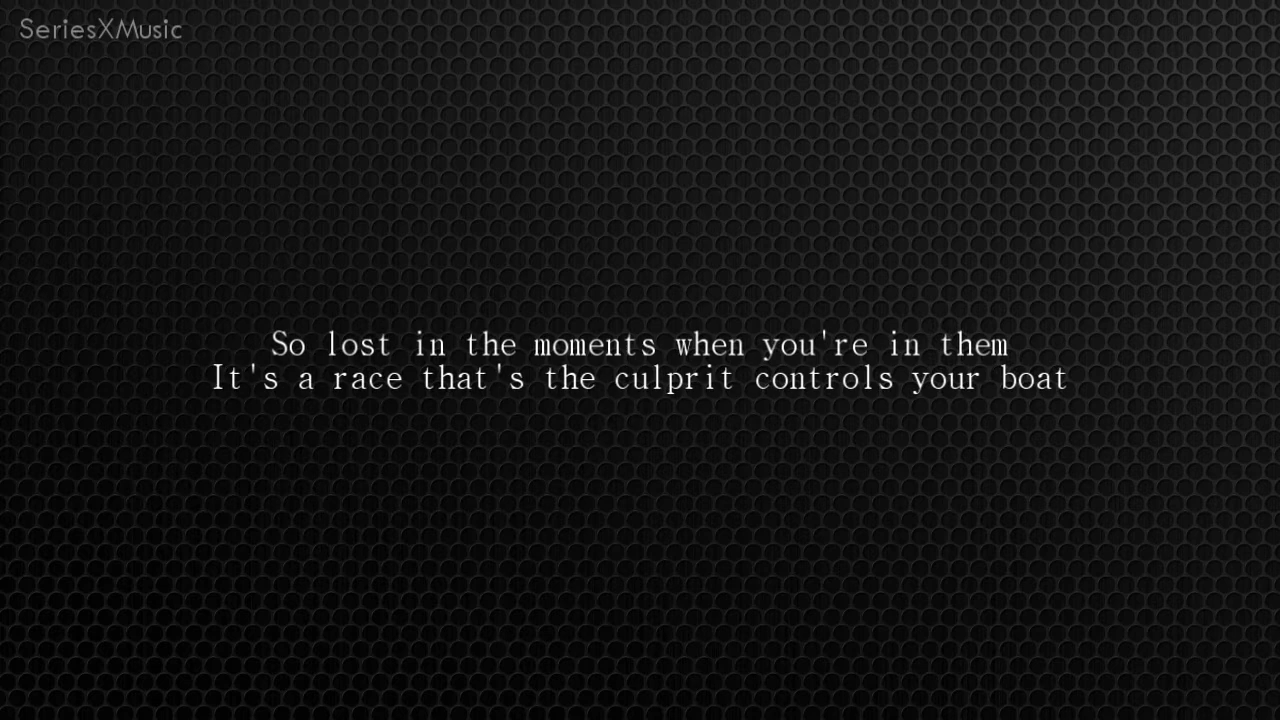 SeriesXMusic
So lost in the moments when you're in them
It's a race that's the culprit controls your boat